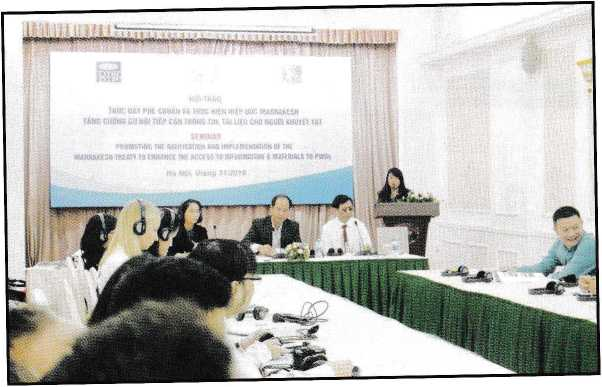 HỘI THẢO
THÚC ĐẨY PHÊ CHUẨN VÀ THỰC HIỆN HIỆP ƯỚC MARRAKESH
TĂNG CƯỜNG CƠ HỘI TIẾP CẬN THÔNG TIN, TÀI LIỆU CHO NGƯỜI KHUYẾT TẬT
SEMINAR
PROMOTING THE RATIFICATION AND IMPLEMENTATION OF THE
MARRAKESH TREATY TO ENHANCE THE ACCESS TO INFORMATION & MATERIALS TO PWDs
Hà Nội, tháng 11/2018